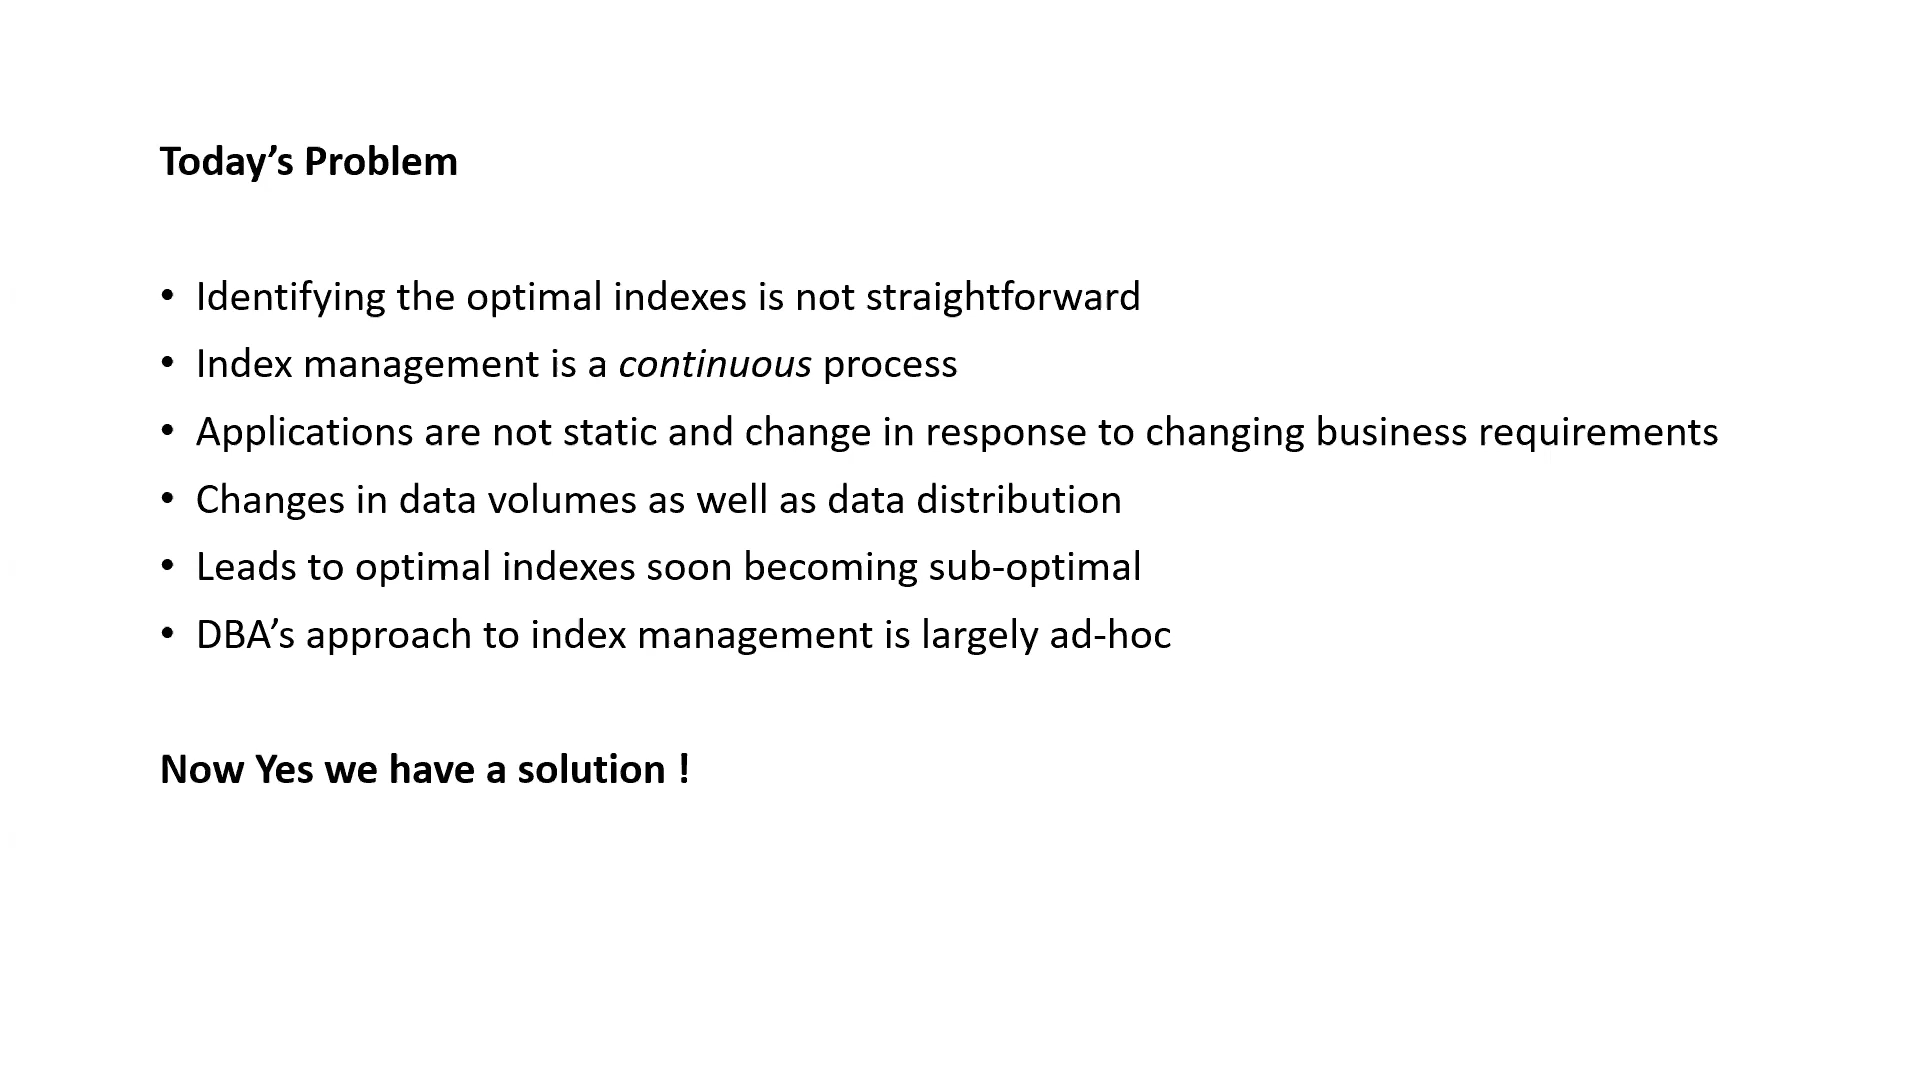 Today’s Problem
• Identifying the optimal indexes is not straightforward
• Index management is a continuous process
• Applications are not static and change in response to changing business requirements
• Changes in data volumes as well as data distribution
• Leads to optimal indexes soon becoming sub-optimal
• DBA’s approach to index management is largely ad-hoc
Now Yes we have a solution !